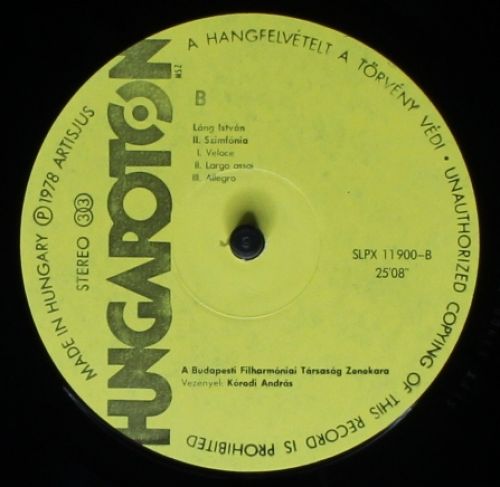 A HANGFELVÉTELT A TÖRVÉNY VÉDI · UNAUTHORIZED COPYING OF THIS RECORD IS PROHIBITED
MADE IN HUNGARY Ⓟ 1978 ARTISJUS
STEREO 33
HUNGAROTON
MSZ
B
Láng István
II. Szimfónia
I. Veloce
II. Largo assai
III. Allegro
SLPX 11900-B
25'08"
A Budapesti Filharmóniai Társaság Zenekara
Vezényel: Kórodi András